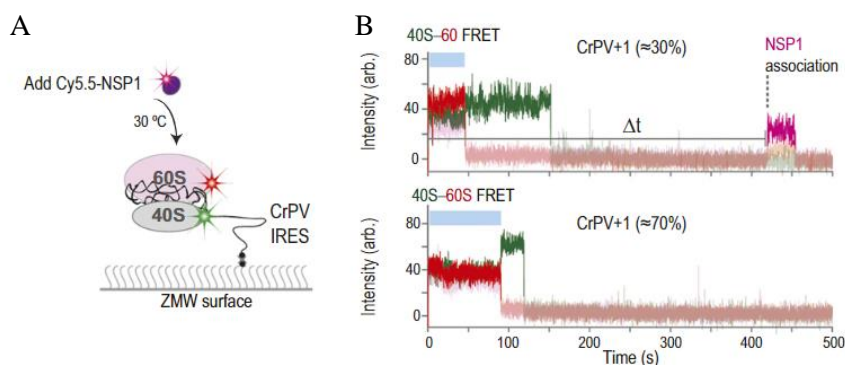 A
Add Cy5.5-NSP1
30 ºC
60S
40S
CrPV
IRES
ZMW surface
B
40S–60 FRET
CrPV+1 (≈30%)
NSP1
association
Intensity (arb.)
80
40
0
Δt
40S–60S FRET
CrPV+1 (≈70%)
Intensity (arb.)
80
40
0
0
100
200
300
400
500
Time (s)